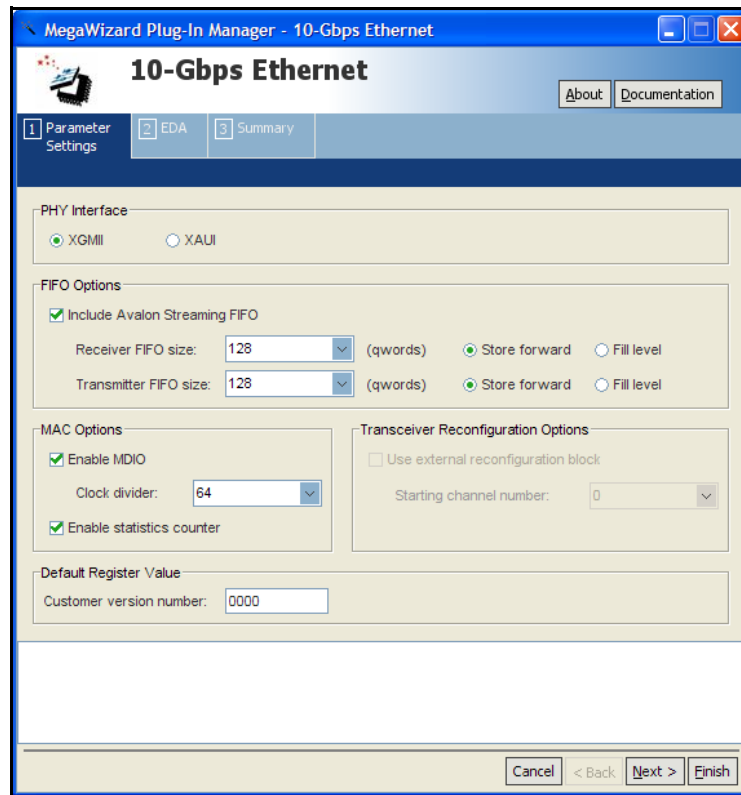 MegaWizard Plug-In Manager - 10-Gbps Ethernet
10-Gbps Ethernet
About Documentation
1 Parameter Settings
2 EDA
3 Summary
PHY Interface
XGMII XAUI
FIFO Options
Include Avalon Streaming FIFO
Receiver FIFO size: 128 (qwords) Store forward Fill level
Transmitter FIFO size: 128 (qwords) Store forward Fill level
MAC Options
Enable MDIO
Clock divider: 64
Enable statistics counter
Transceiver Reconfiguration Options
Use external reconfiguration block
Starting channel number: 0
Default Register Value
Customer version number: 0000
Cancel < Back Next > Finish